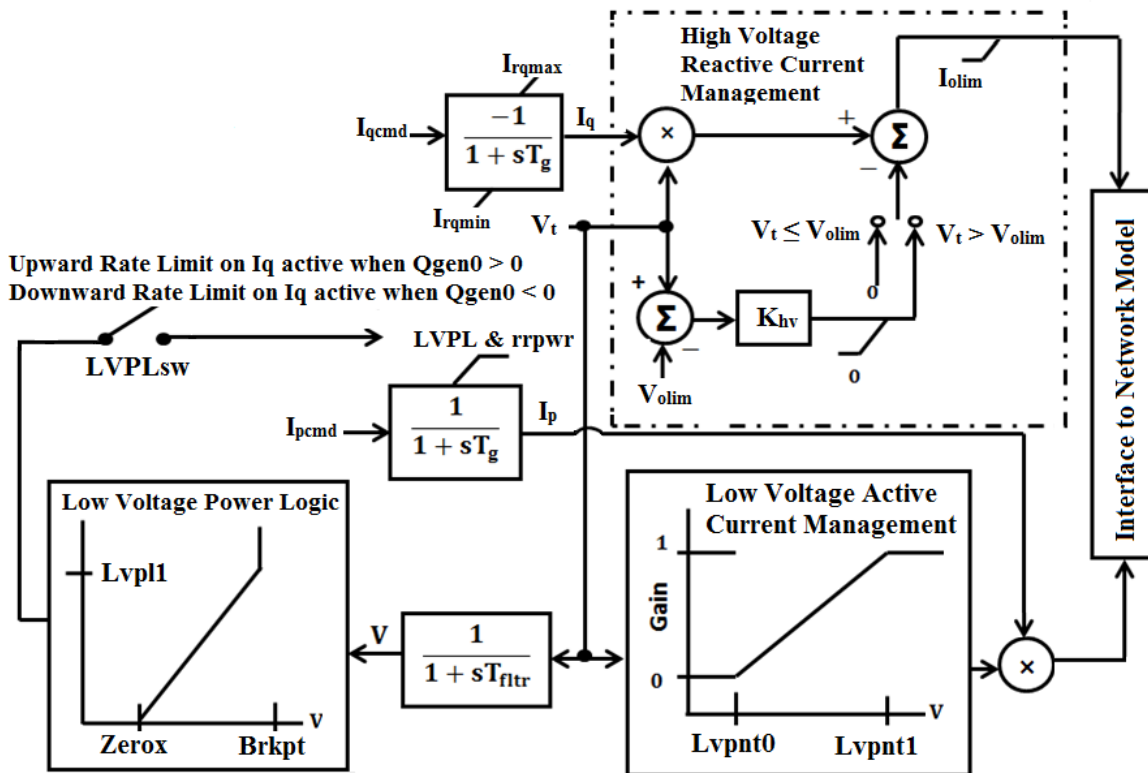 High Voltage
Reactive Current
Management
Irqmax
Iqcmd
−1
1 + sTg
Iq
×
+
Σ
−
Iolim
Irqmin
Vt
Vt ≤ Volim
Vt > Volim
0
Upward Rate Limit on Iq active when Qgen0 > 0
Downward Rate Limit on Iq active when Qgen0 < 0
+
Σ
−
Khv
0
Volim
LVPLsw
LVPL & rrpwr
Ipcmd
1
1 + sTg
Ip
Interface to Network Model
Low Voltage Power Logic
Lvpl1
V
Zerox
Brkpt
V
1
1 + sTfltr
Low Voltage Active
Current Management
1
Gain
0
V
Lvpnt0
Lvpnt1
×